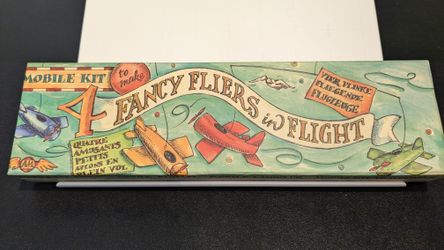 MOBILE KIT
to
make
4
FANCY FLIERS
in FLIGHT
QUATRE
AMUSANTS
PETITS
AVIONS EN
PLEIN VOL
VIER FLINKE
FLIEGENDE
FLUGZEUGE